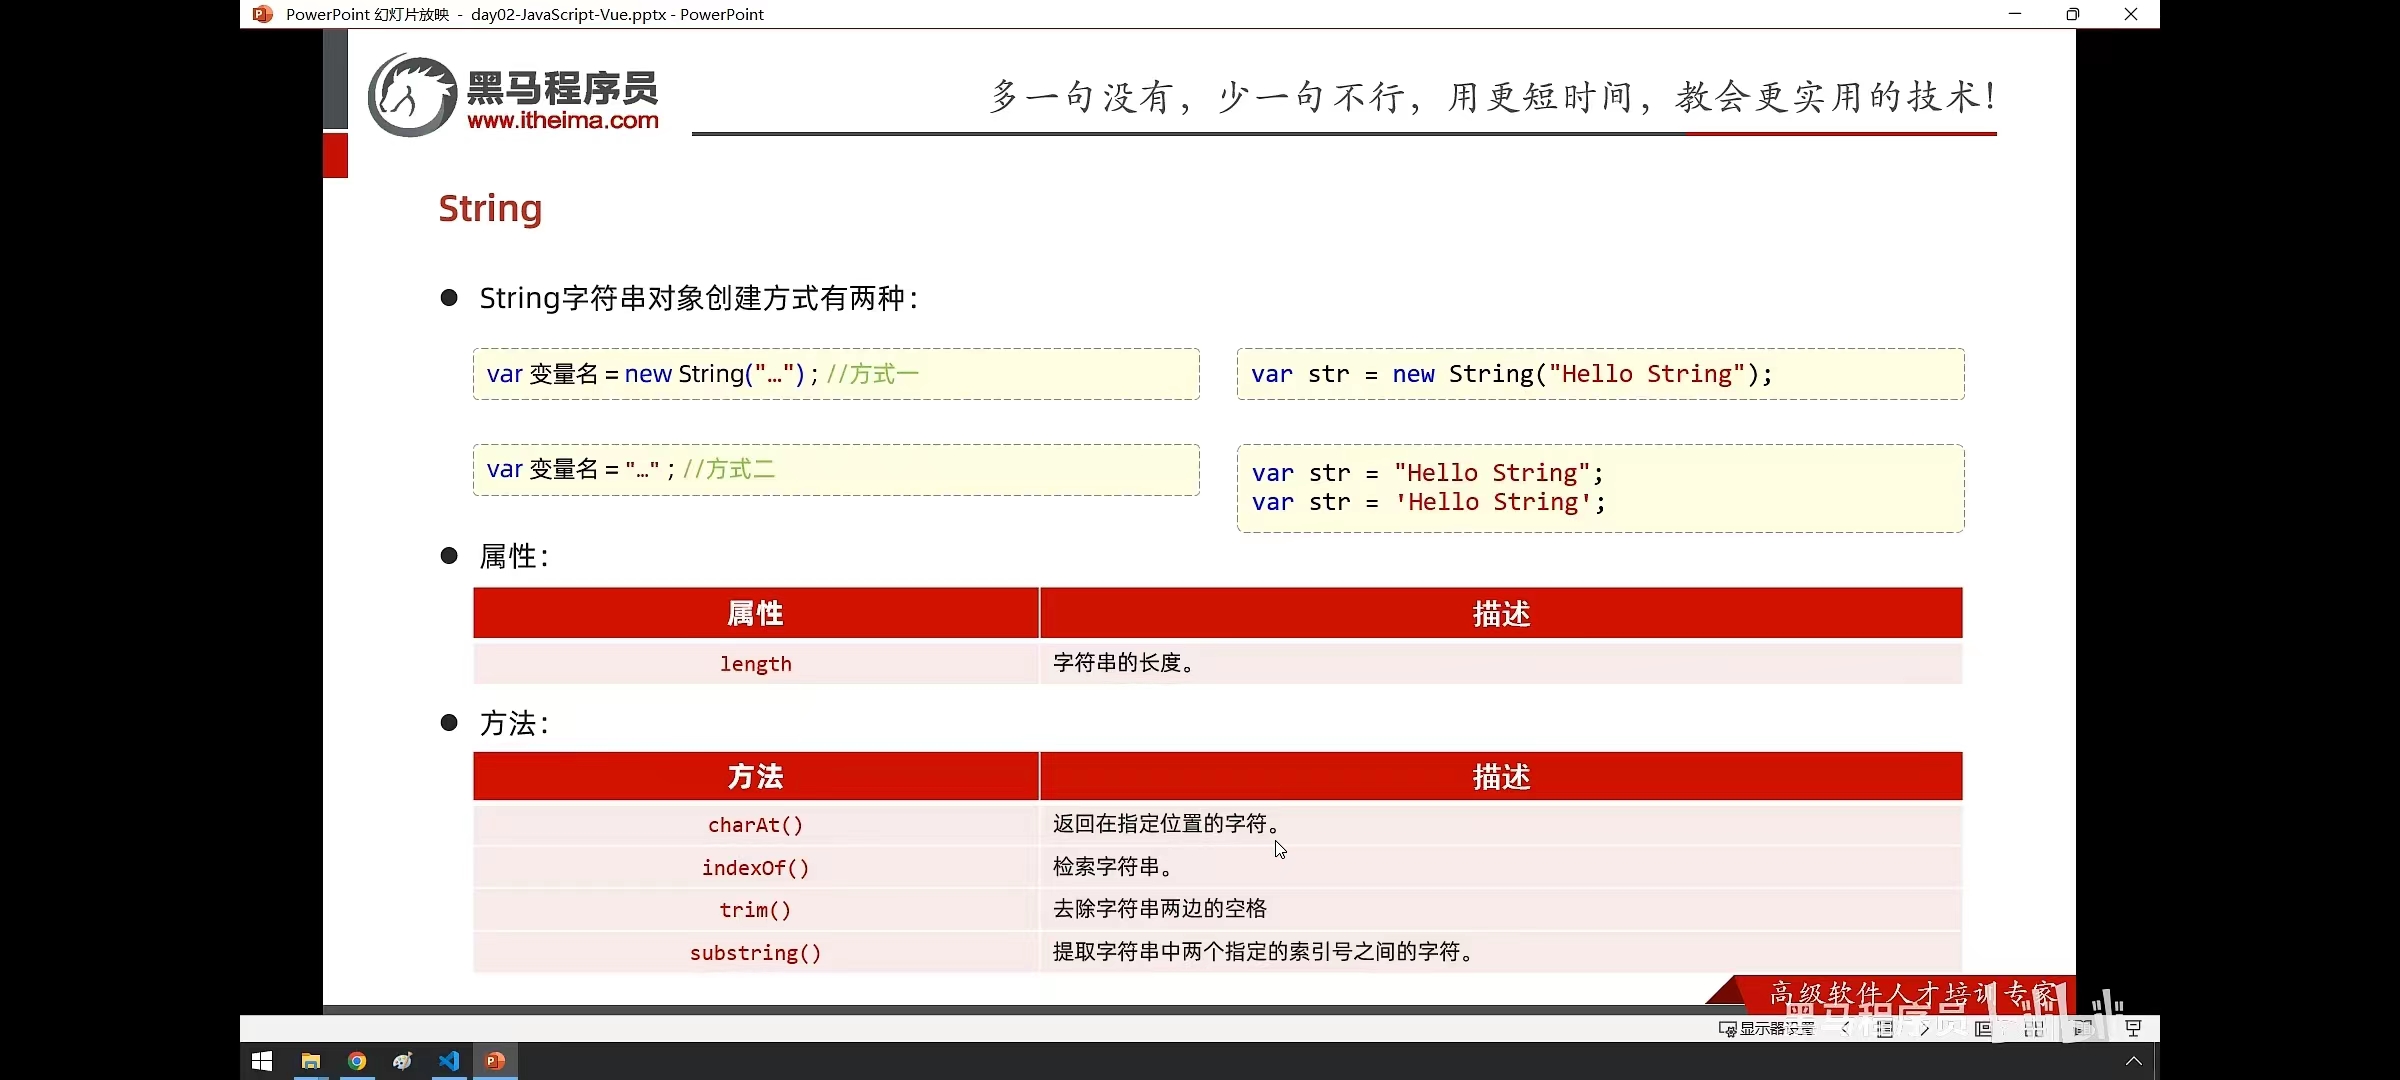 PowerPoint 幻灯片放映 - day02-JavaScript-Vue.pptx - PowerPoint
黑马程序员
www.itheima.com
多一句没有，少一句不行，用更短时间，教会更实用的技术！
String
String字符串对象创建方式有两种：
var 变量名 = new String("…") ; //方式一
var str = new String("Hello String");
var 变量名 = "…" ; //方式二
var str = "Hello String";
var str = 'Hello String';
属性：
属性 描述
length 字符串的长度。
方法：
方法 描述
charAt() 返回在指定位置的字符。
indexOf() 检索字符串。
trim() 去除字符串两边的空格
substring() 提取字符串中两个指定的索引号之间的字符。
高级软件人才培训专家
黑马程序员
显示器设置